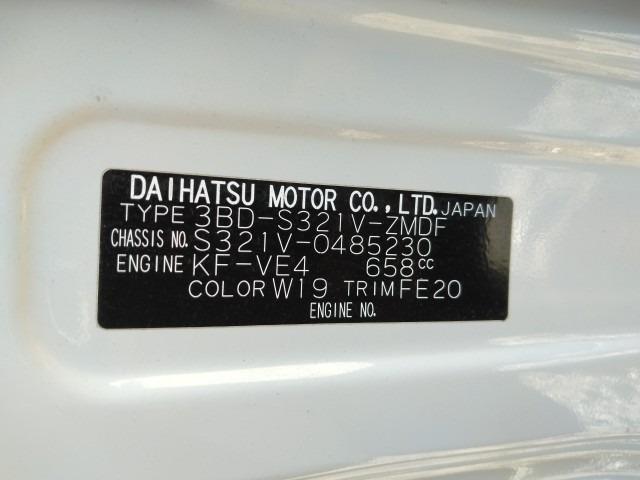 DAIHATSU MOTOR CO., LTD. JAPAN
TYPE 3BD-S321V-ZMDF
CHASSIS NO. S321V-0485230
ENGINE KF-VE4 658cc
COLOR W19 TRIM FE20
ENGINE NO.